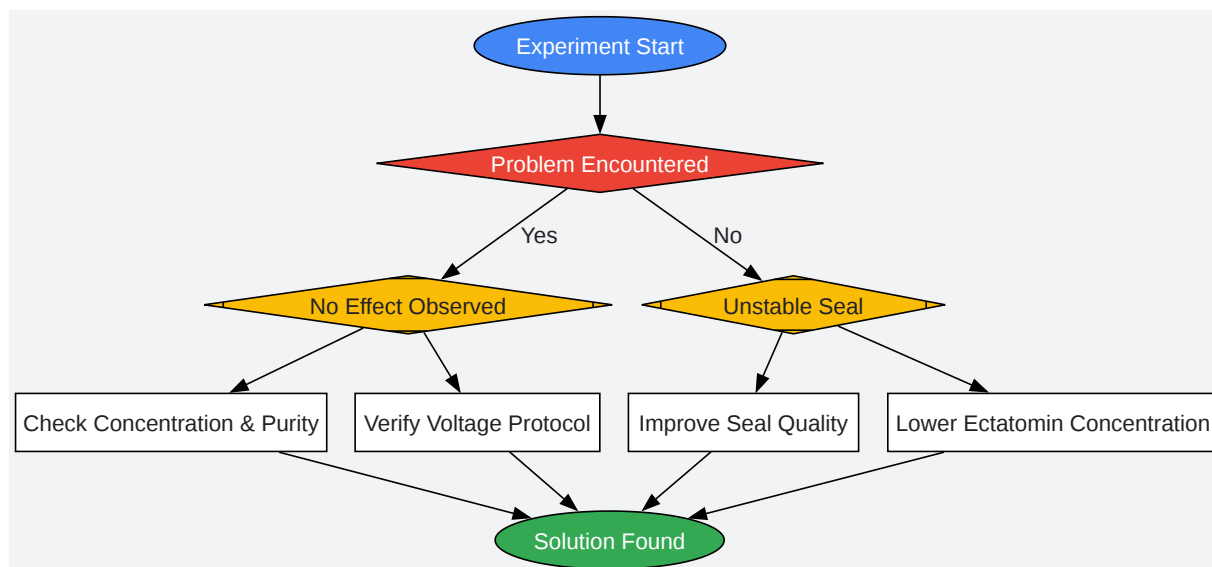 Experiment Start
Problem Encountered
Yes
No
No Effect Observed
Unstable Seal
Check Concentration & Purity
Verify Voltage Protocol
Improve Seal Quality
Lower Ectatomin Concentration
Solution Found